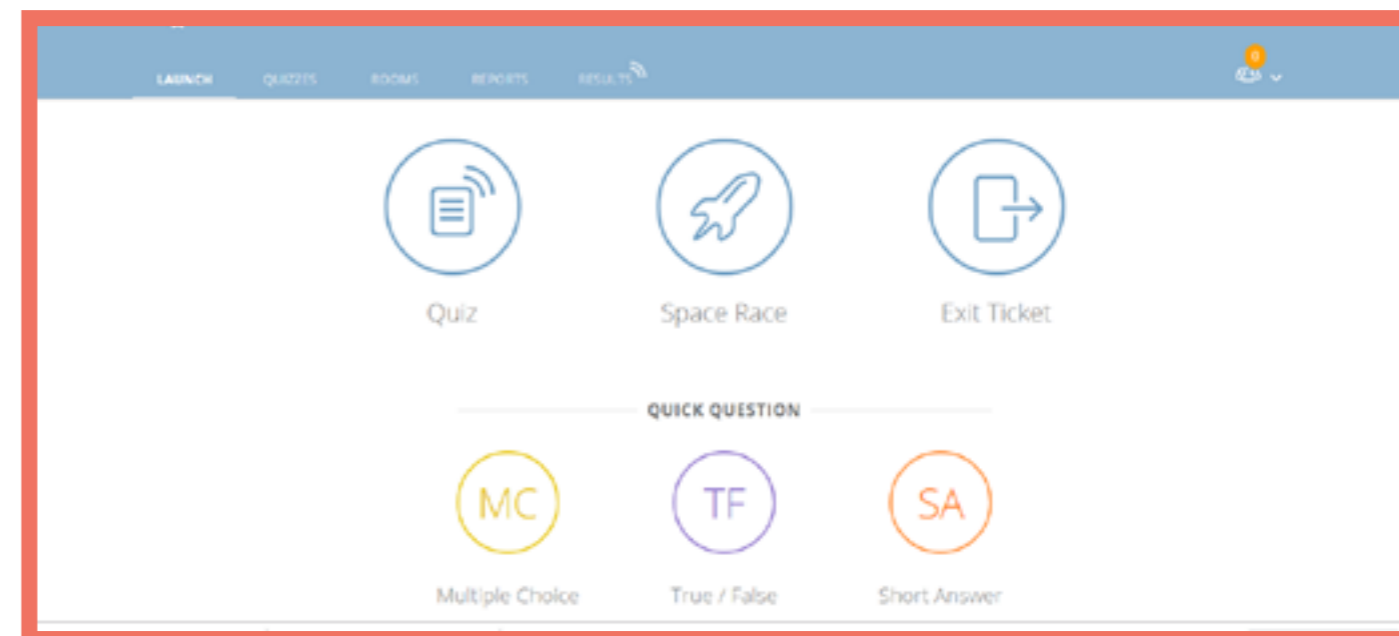 LAUNCH QUIZZES ROOMS REPORTS RESULTS
0
Quiz Space Race Exit Ticket
QUICK QUESTION
MC TF SA
Multiple Choice True / False Short Answer